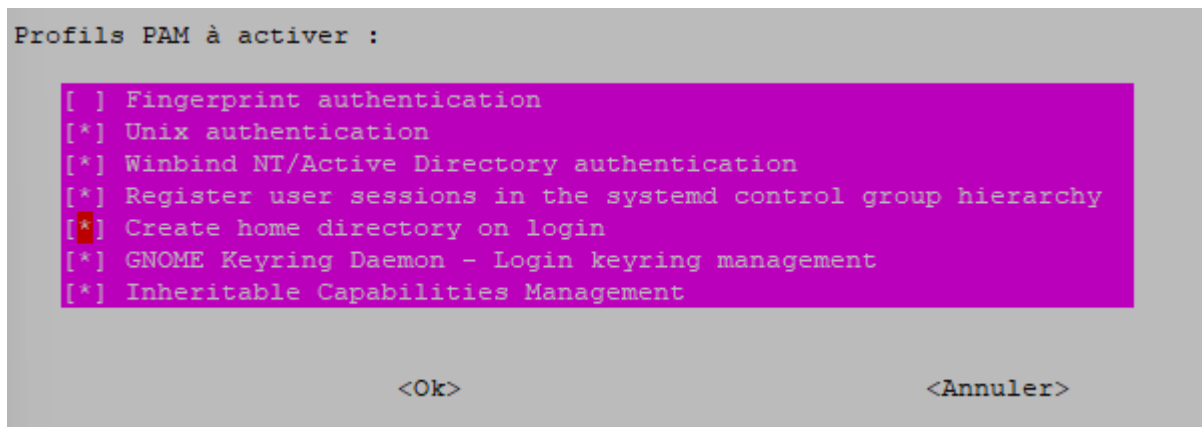 Profils PAM à activer :
[ ] Fingerprint authentication
[*] Unix authentication
[*] Winbind NT/Active Directory authentication
[*] Register user sessions in the systemd control group hierarchy
[*] Create home directory on login
[*] GNOME Keyring Daemon - Login keyring management
[*] Inheritable Capabilities Management
<Ok> <Annuler>